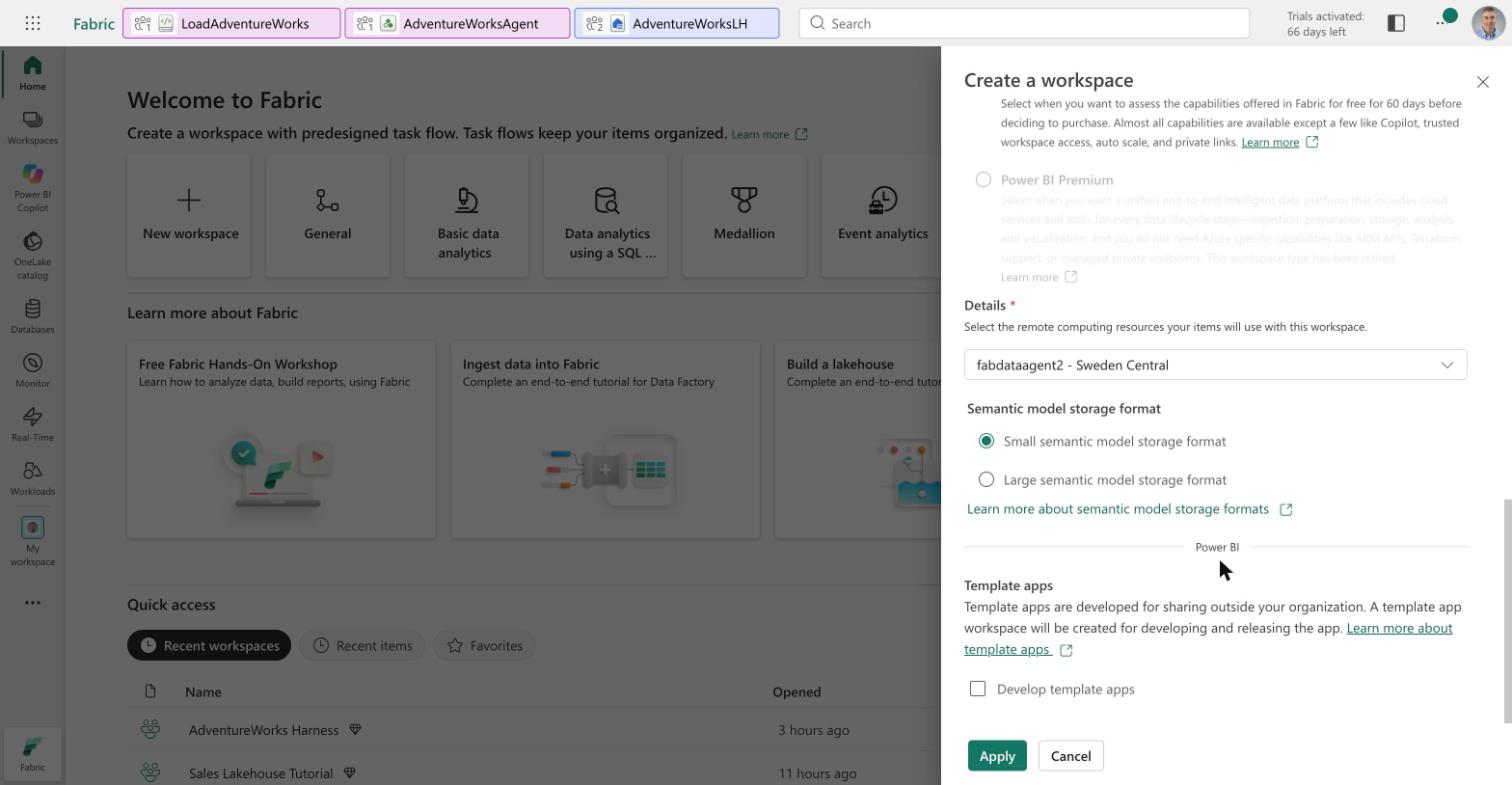 Fabric
1
LoadAdventureWorks
1
AdventureWorksAgent
2
AdventureWorksLH
Search
Trials activated:
66 days left
Home
Workspaces
Power BI
Copilot
OneLake
catalog
Databases
Monitor
Real-Time
Workloads
My
workspace
Fabric
Welcome to Fabric
Create a workspace with predesigned task flow. Task flows keep your items organized. Learn more
New workspace
General
Basic data
analytics
Data analytics
using a SQL ...
Medallion
Event analytics
Learn more about Fabric
Free Fabric Hands-On Workshop
Learn how to analyze data, build reports, using Fabric
Ingest data into Fabric
Complete an end-to-end tutorial for Data Factory
Build a lakehouse
Complete an end-to-end tutor
Quick access
Recent workspaces
Recent items
Favorites
Name
Opened
AdventureWorks Harness
3 hours ago
Sales Lakehouse Tutorial
11 hours ago
Create a workspace
Select when you want to assess the capabilities offered in Fabric for free for 60 days before
deciding to purchase. Almost all capabilities are available except a few like Copilot, trusted
workspace access, auto scale, and private links. Learn more
Power BI Premium
Select when you want a unified end-to-end intelligent data platform that includes cloud
services and tools for every data lifecycle stage—ingestion, preparation, storage, analysis,
and visualization; and you do not need Azure specific capabilities like ARM APIs, Terraform
support, or managed private endpoints. This workspace type has been retired.
Learn more
Details *
Select the remote computing resources your items will use with this workspace.
fabdataagent2 - Sweden Central
Semantic model storage format
Small semantic model storage format
Large semantic model storage format
Learn more about semantic model storage formats
Power BI
Template apps
Template apps are developed for sharing outside your organization. A template app
workspace will be created for developing and releasing the app. Learn more about
template apps
Develop template apps
Apply
Cancel